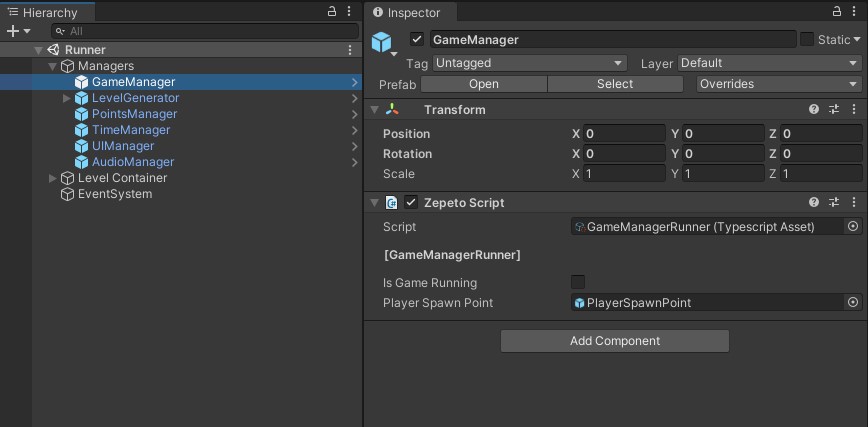 Hierarchy
All
Runner
Managers
GameManager
LevelGenerator
PointsManager
TimeManager
UIManager
AudioManager
Level Container
EventSystem
Inspector
GameManager Static
Tag Untagged Layer Default
Prefab Open Select Overrides
Transform
Position X 0 Y 0 Z 0
Rotation X 0 Y 0 Z 0
Scale X 1 Y 1 Z 1
C# Zepeto Script
Script GameManagerRunner (Typescript Asset)
[GameManagerRunner]
Is Game Running
Player Spawn Point PlayerSpawnPoint
Add Component